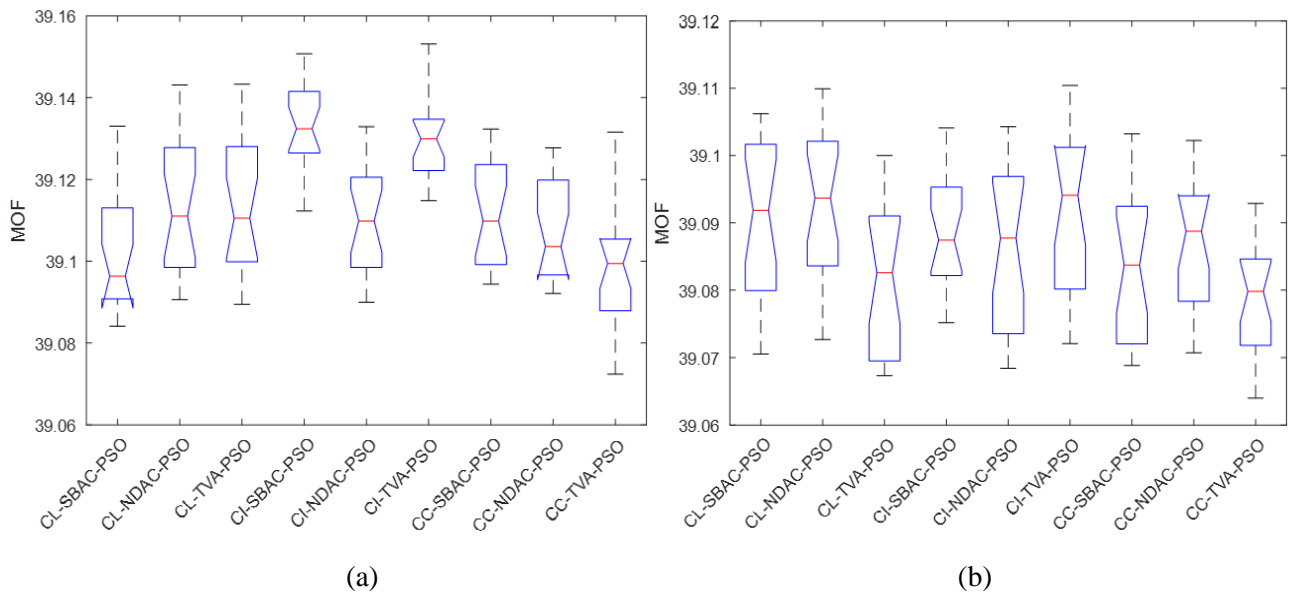 39.16
39.14
39.12
39.1
39.08
39.06
MOF
CL-SBAC-PSO
CL-NDAC-PSO
CL-TVA-PSO
CI-SBAC-PSO
CI-NDAC-PSO
CI-TVA-PSO
CC-SBAC-PSO
CC-NDAC-PSO
CC-TVA-PSO
(a)
39.12
39.11
39.1
39.09
39.08
39.07
39.06
MOF
CL-SBAC-PSO
CL-NDAC-PSO
CL-TVA-PSO
CI-SBAC-PSO
CI-NDAC-PSO
CI-TVA-PSO
CC-SBAC-PSO
CC-NDAC-PSO
CC-TVA-PSO
(b)